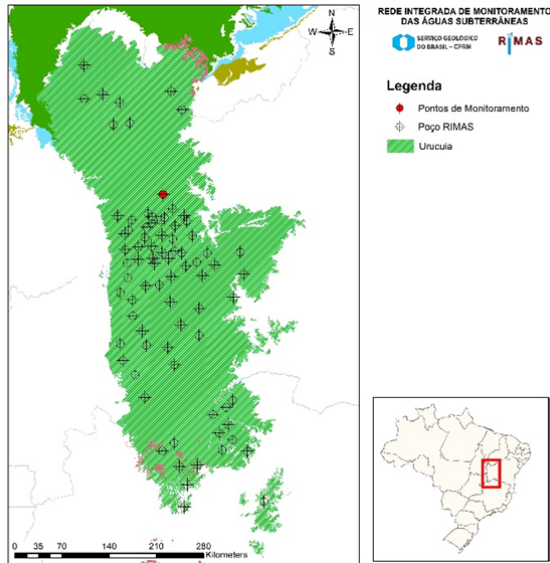 REDE INTEGRADA DE MONITORAMENTO
DAS ÁGUAS SUBTERRÂNEAS
SERVIÇO GEOLÓGICO
DO BRASIL – CPRM
RIMAS
N
W E
S
Legenda
Pontos de Monitoramento
Poço RIMAS
Urucuia
0 35 70 140 210 280
Kilometers